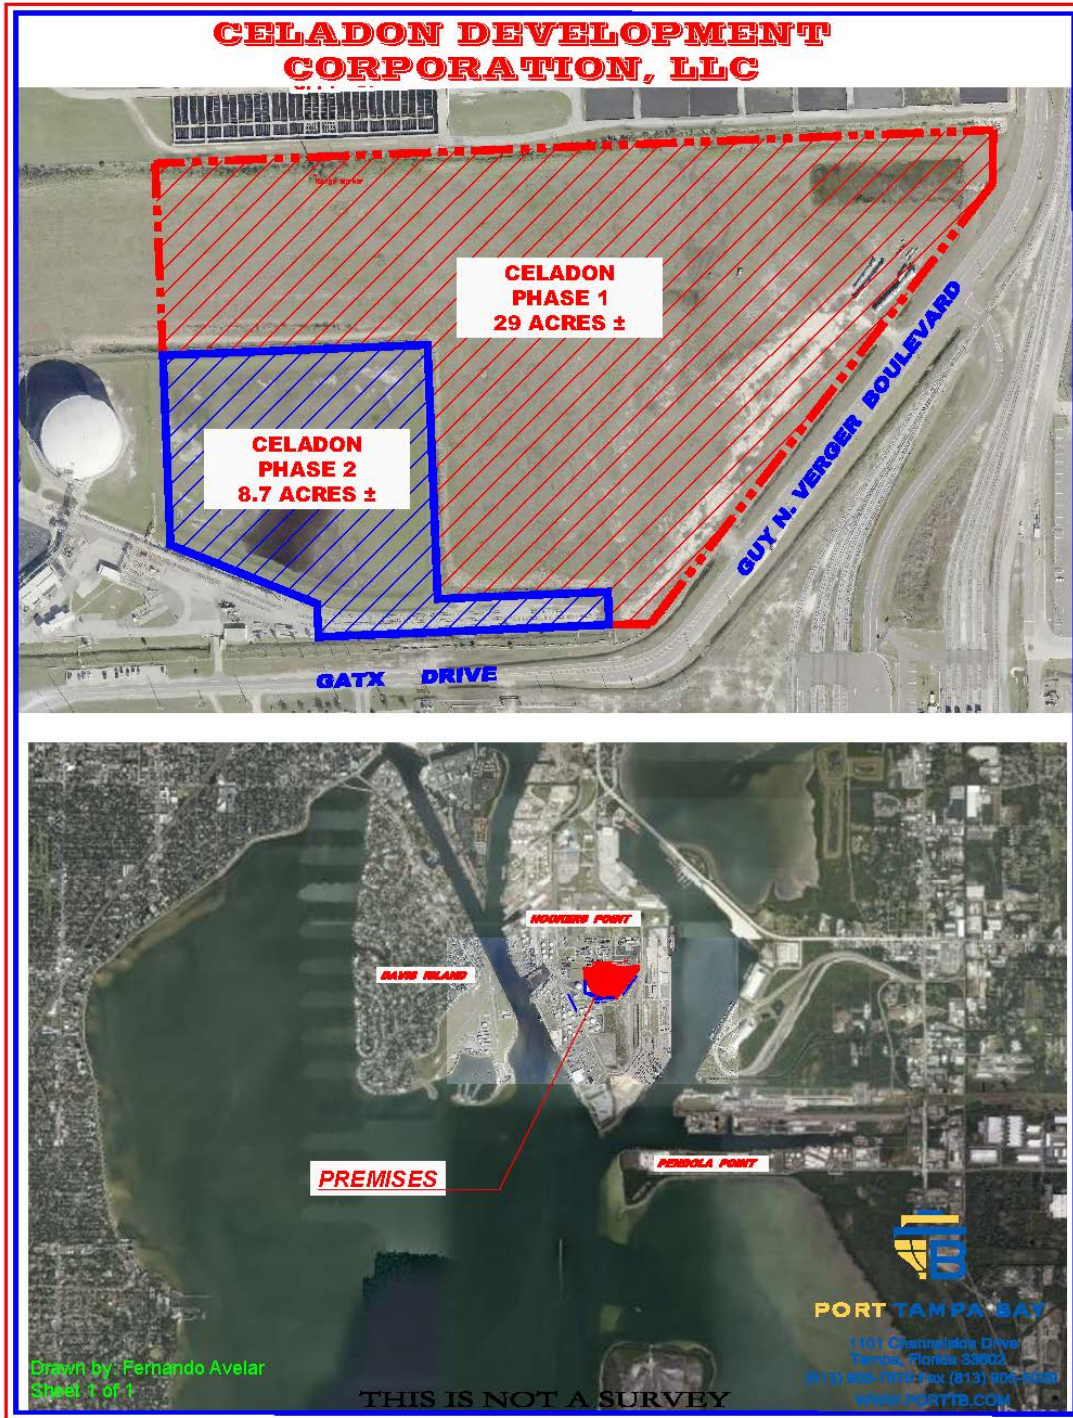 CELADON DEVELOPMENT
CORPORATION, LLC
CELADON
PHASE 1
29 ACRES ±
CELADON
PHASE 2
8.7 ACRES ±
GUY N. VERGER BOULEVARD
GATX DRIVE
HOOKERS POINT
DAVIS ISLAND
PREMISES
PENDOLA POINT
PORT TAMPA BAY
1101 Channelside Drive
Tampa, Florida 33602
Fax (813)
WWW.PORTTB.COM
Drawn by: Fernando Avelar
Sheet 1 of 1
THIS IS NOT A SURVEY